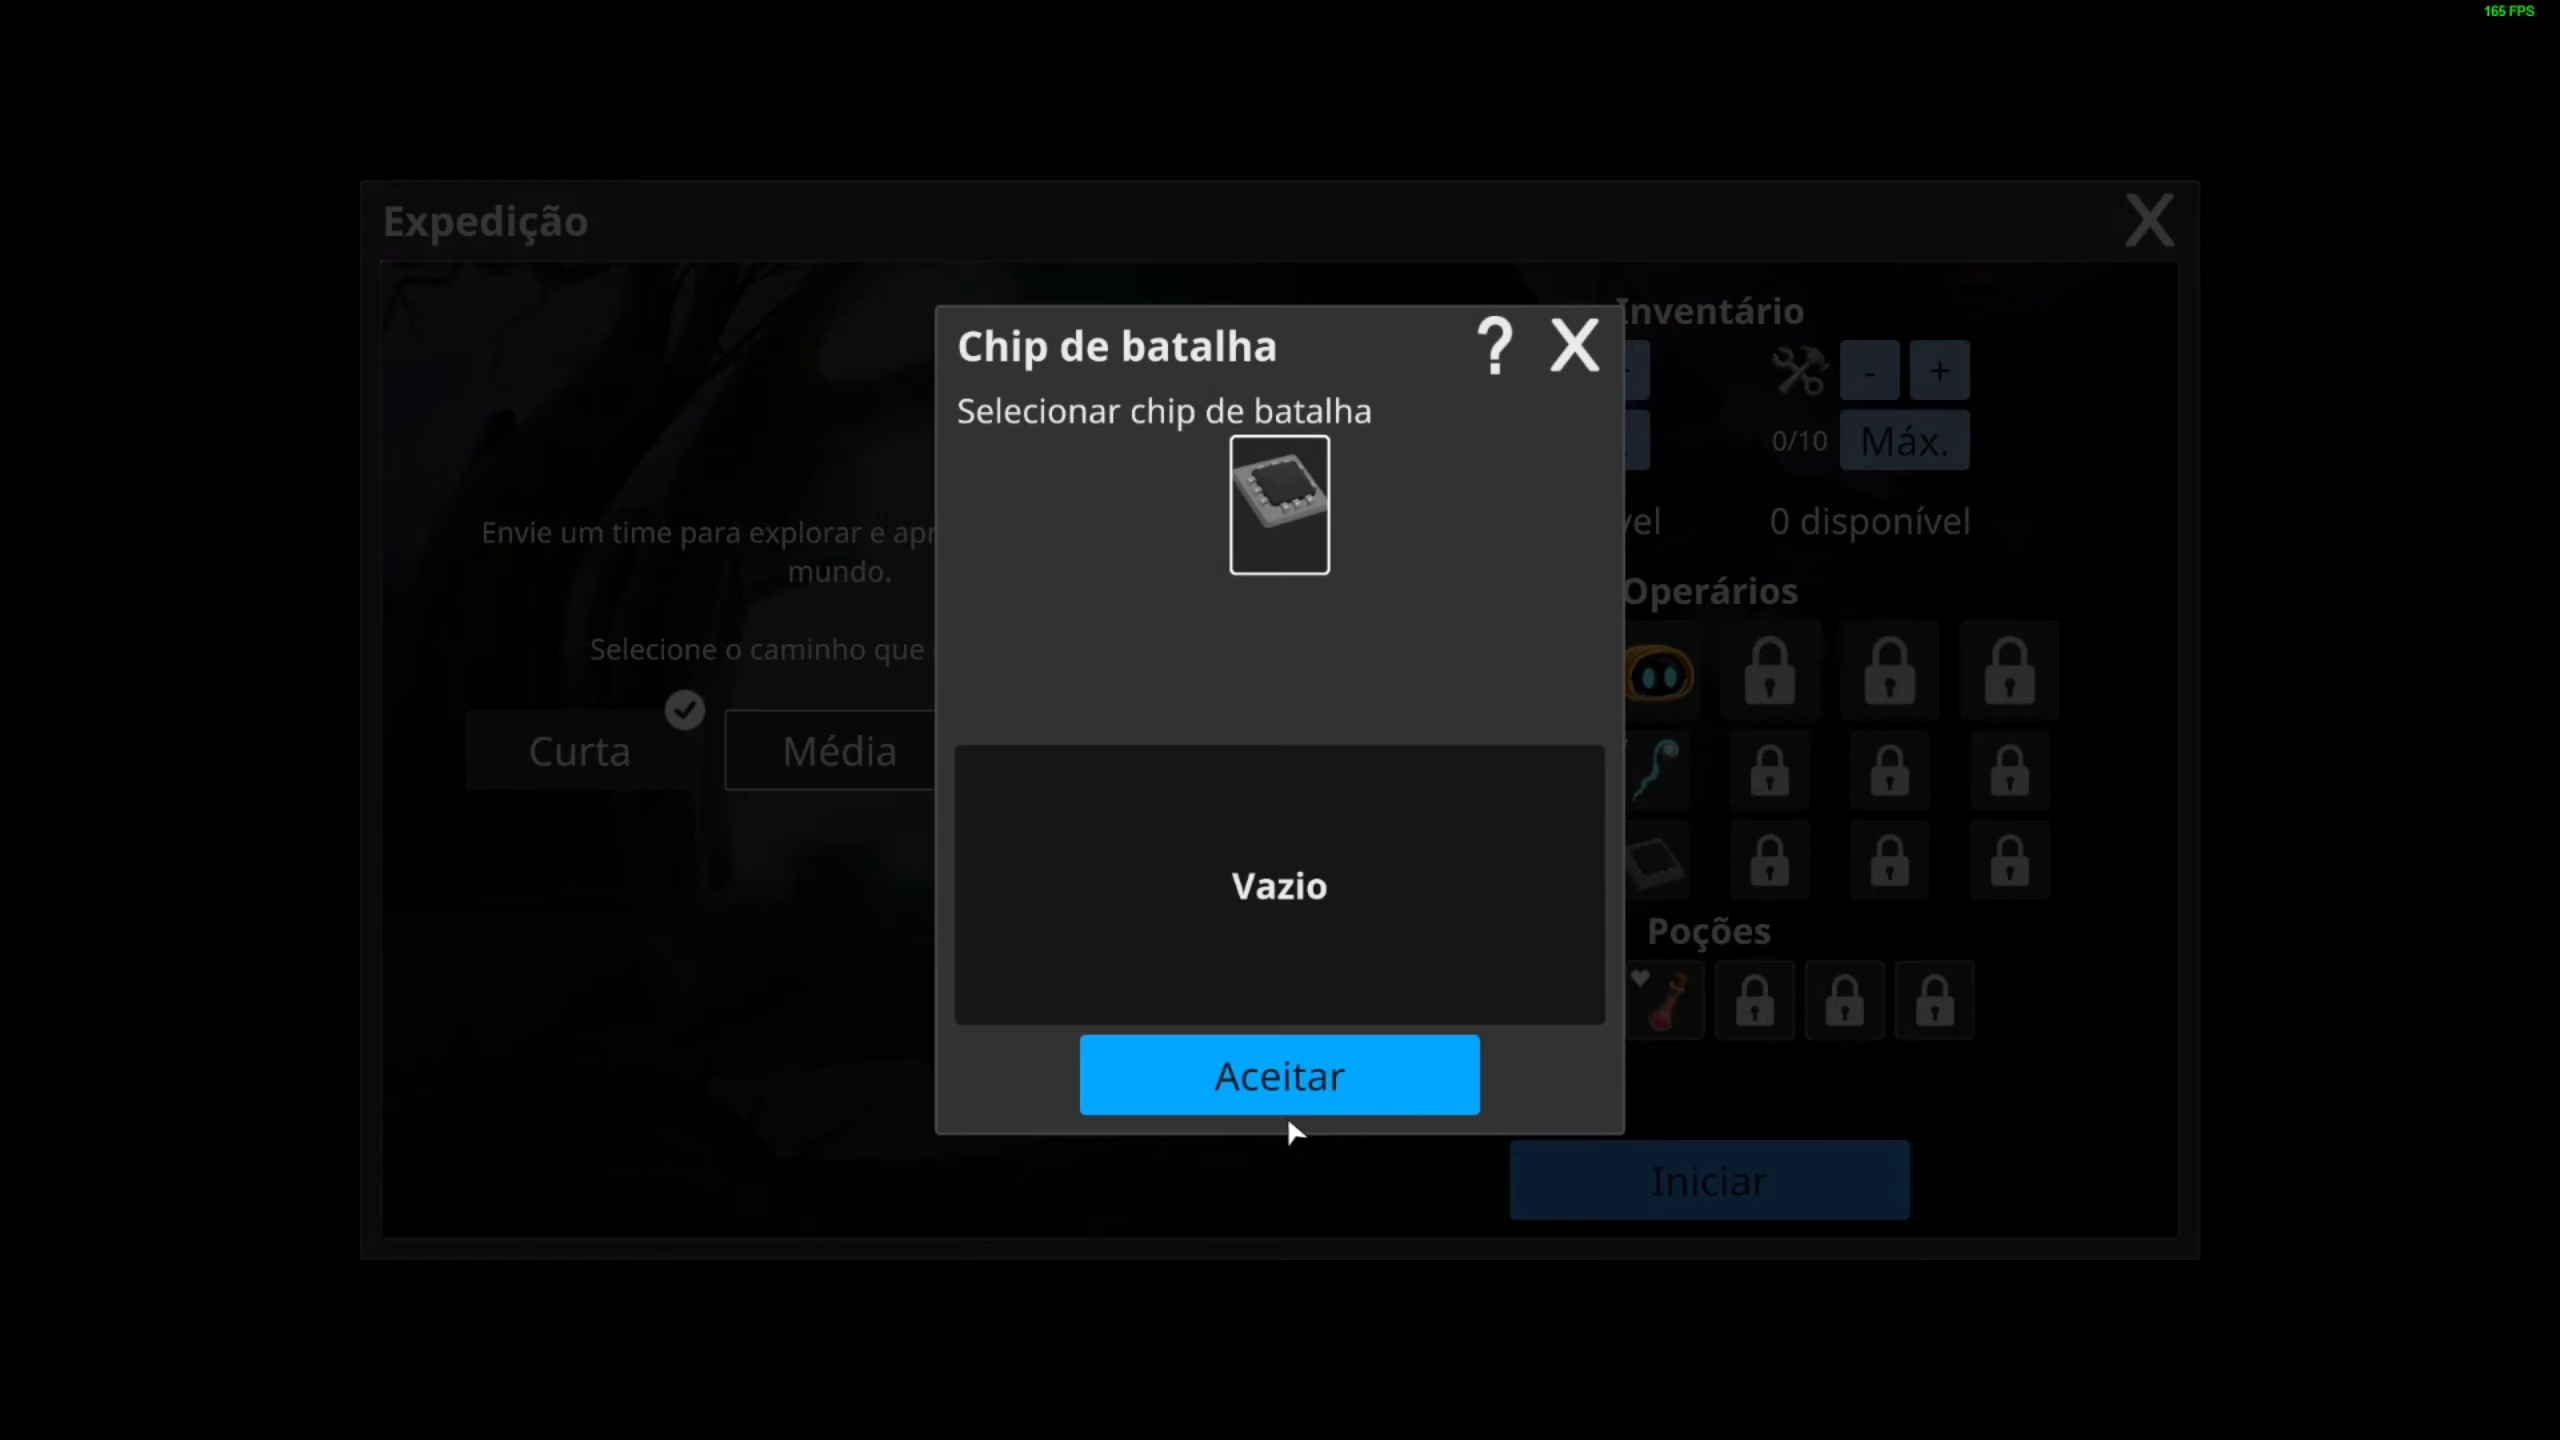 165 FPS
Expedição
X
Inventário
Chip de batalha
? X
Selecionar chip de batalha
- +
0/10 Máx.
vel 0 disponível
Envie um time para explorar e apr
mundo.
Operários
Selecione o caminho que
Curta
Média
Vazio
Poções
Aceitar
Iniciar